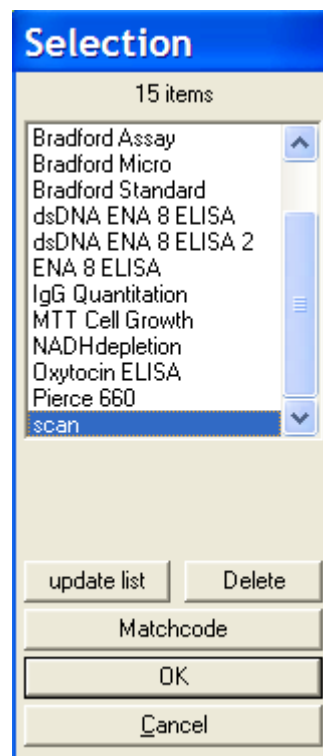 Selection
15 items
Bradford Assay
Bradford Micro
Bradford Standard
dsDNA ENA 8 ELISA
dsDNA ENA 8 ELISA 2
ENA 8 ELISA
IgG Quantitation
MTT Cell Growth
NADHdepletion
Oxytocin ELISA
Pierce 660
scan
update list Delete
Matchcode
OK
Cancel